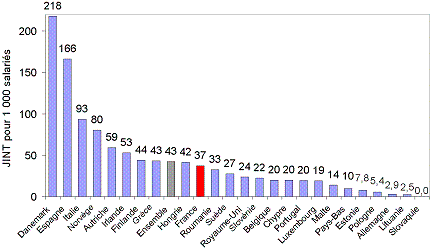 JINT pour 1 000 salariés
200
150
100
50
0
218
166
93
80
59
53
44
43
43
42
37
33
27
24
22
20
20
20
19
14
10
7,8
5,4
2,9
2,5
0,0
Danemark
Espagne
Italie
Norvège
Autriche
Irlande
Finlande
Grèce
Ensemble
Hongrie
France
Roumanie
Suède
Royaume-Uni
Slovénie
Belgique
Chypre
Portugal
Luxembourg
Malte
Pays-Bas
Estonie
Pologne
Allemagne
Lituanie
Slovaquie